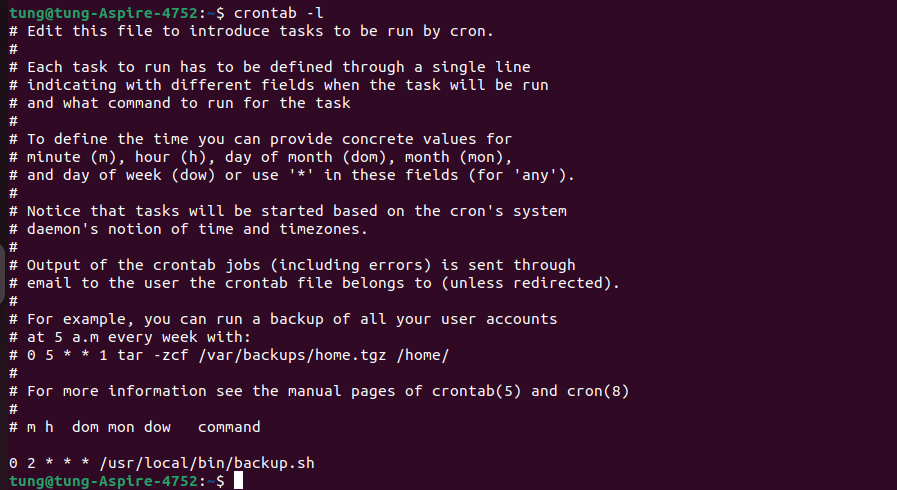 tung@tung-Aspire-4752:~$ crontab -l
# Edit this file to introduce tasks to be run by cron.
#
# Each task to run has to be defined through a single line
# indicating with different fields when the task will be run
# and what command to run for the task
#
# To define the time you can provide concrete values for
# minute (m), hour (h), day of month (dom), month (mon),
# and day of week (dow) or use '*' in these fields (for 'any').
#
# Notice that tasks will be started based on the cron's system
# daemon's notion of time and timezones.
#
# Output of the crontab jobs (including errors) is sent through
# email to the user the crontab file belongs to (unless redirected).
#
# For example, you can run a backup of all your user accounts
# at 5 a.m every week with:
# 0 5 * * 1 tar -zcf /var/backups/home.tgz /home/
#
# For more information see the manual pages of crontab(5) and cron(8)
#
# m h  dom mon dow   command

0 2 * * * /usr/local/bin/backup.sh
tung@tung-Aspire-4752:~$